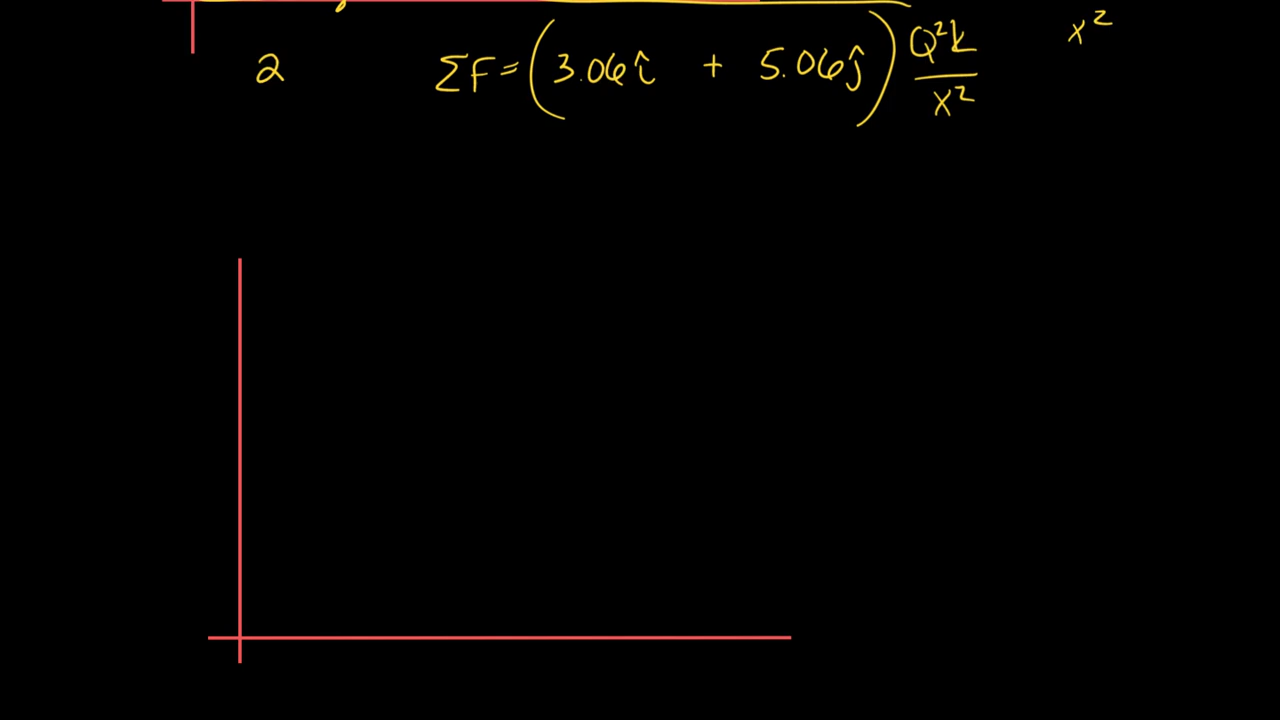 2 ΣF = (3.06î + 5.06ĵ) Q²k/x² x²